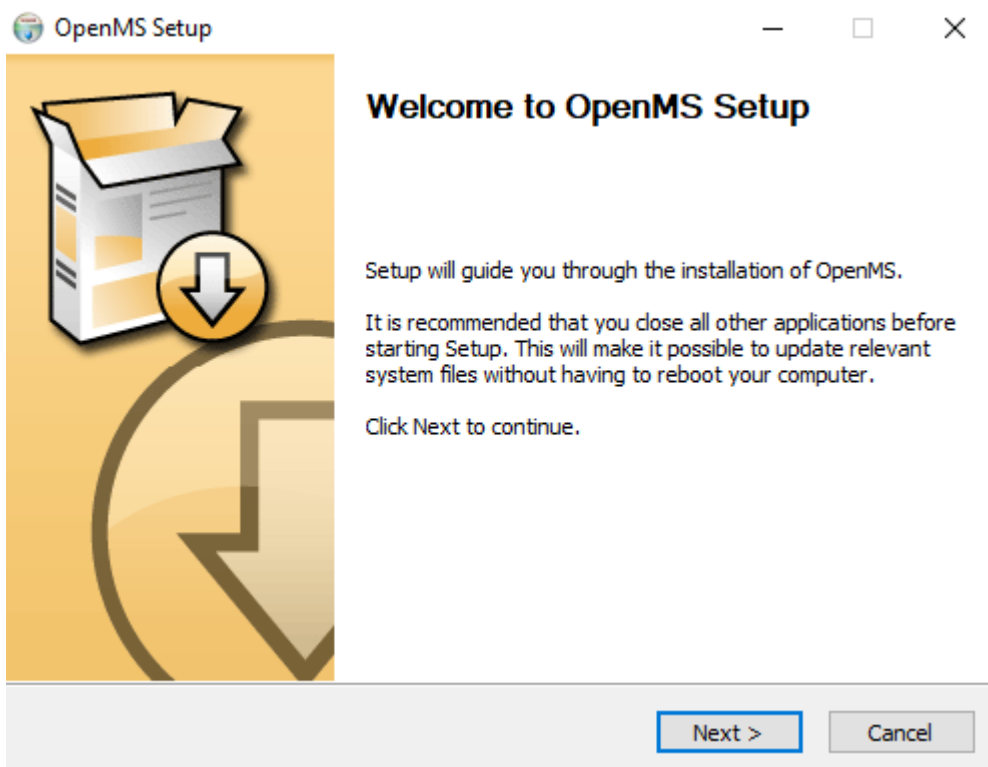 OpenMS Setup
Welcome to OpenMS Setup
Setup will guide you through the installation of OpenMS.
It is recommended that you close all other applications before
starting Setup. This will make it possible to update relevant
system files without having to reboot your computer.
Click Next to continue.
Next >
Cancel